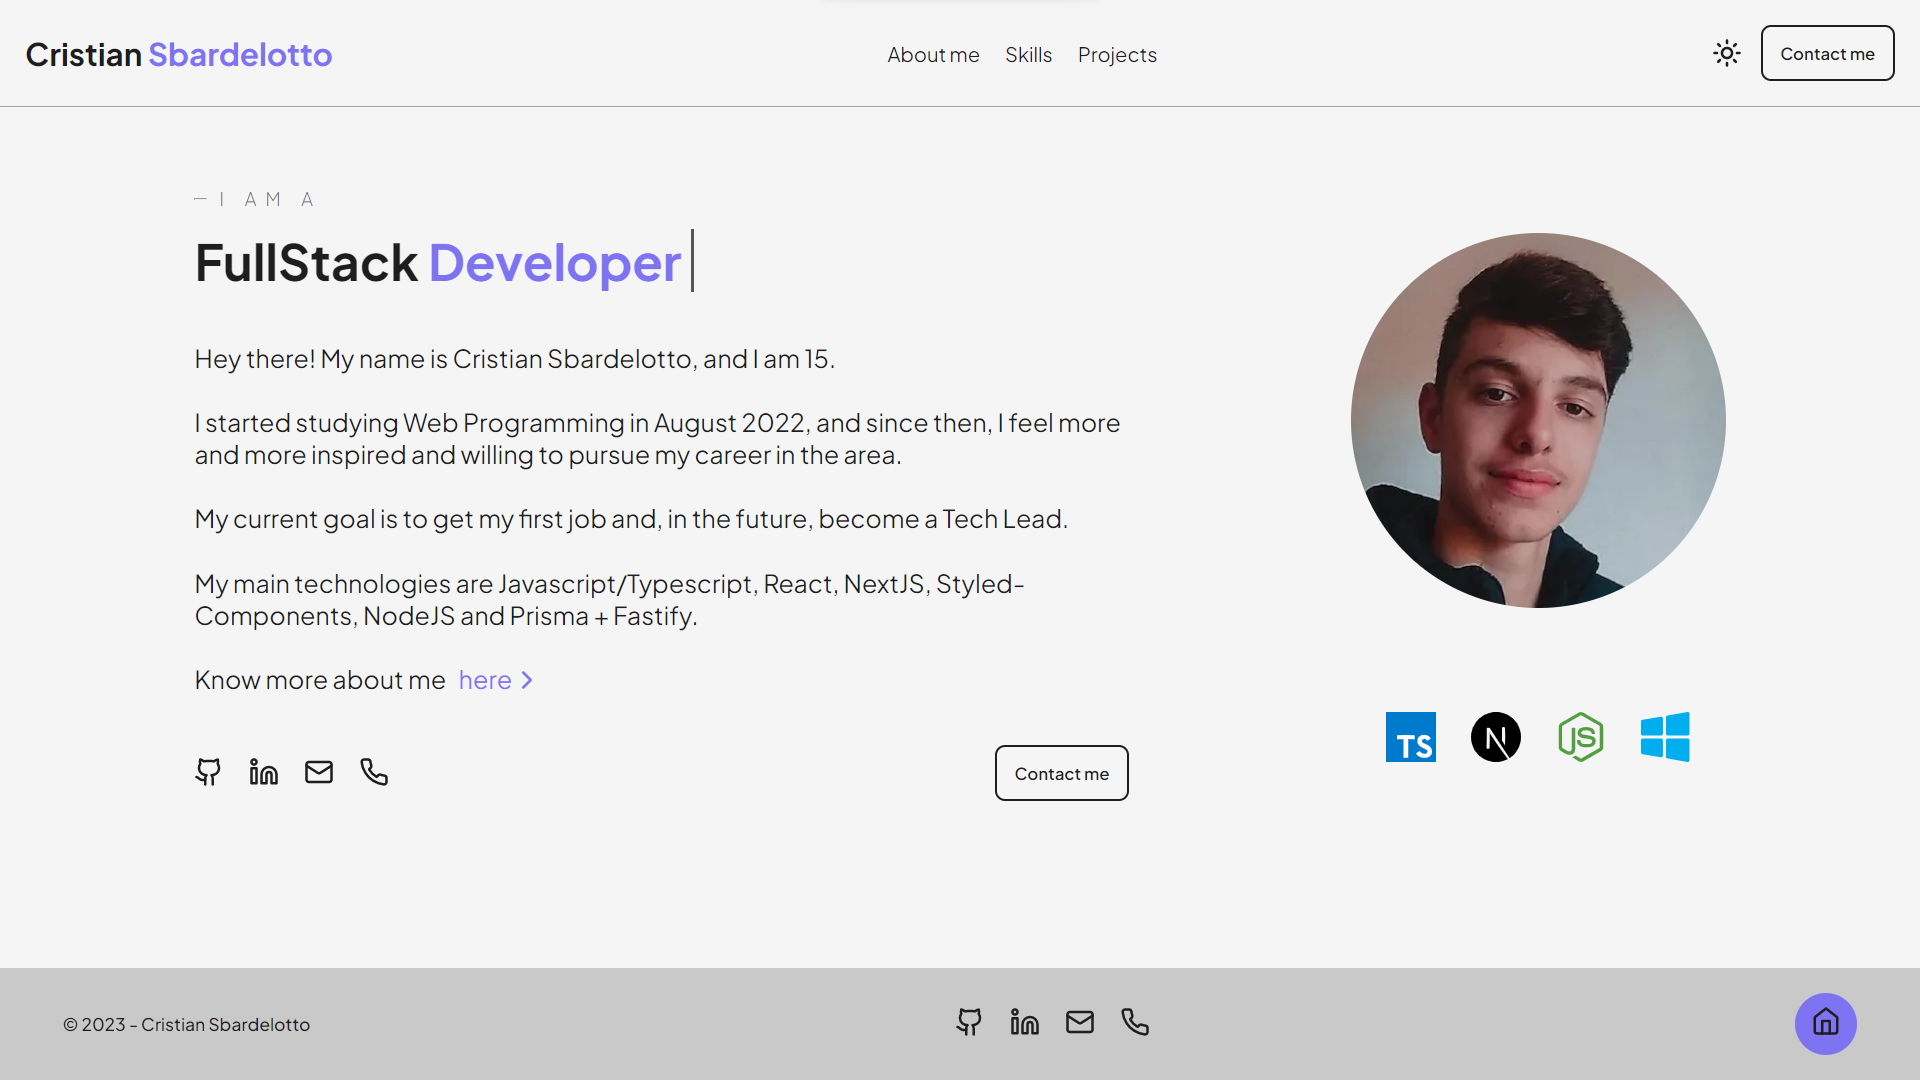 Cristian Sbardelotto
About me Skills Projects
Contact me
— I AM A
FullStack Developer
Hey there! My name is Cristian Sbardelotto, and I am 15.
I started studying Web Programming in August 2022, and since then, I feel more
and more inspired and willing to pursue my career in the area.
My current goal is to get my first job and, in the future, become a Tech Lead.
My main technologies are Javascript/Typescript, React, NextJS, Styled-
Components, NodeJS and Prisma + Fastify.
Know more about me here
Contact me
TS
N
JS
© 2023 - Cristian Sbardelotto